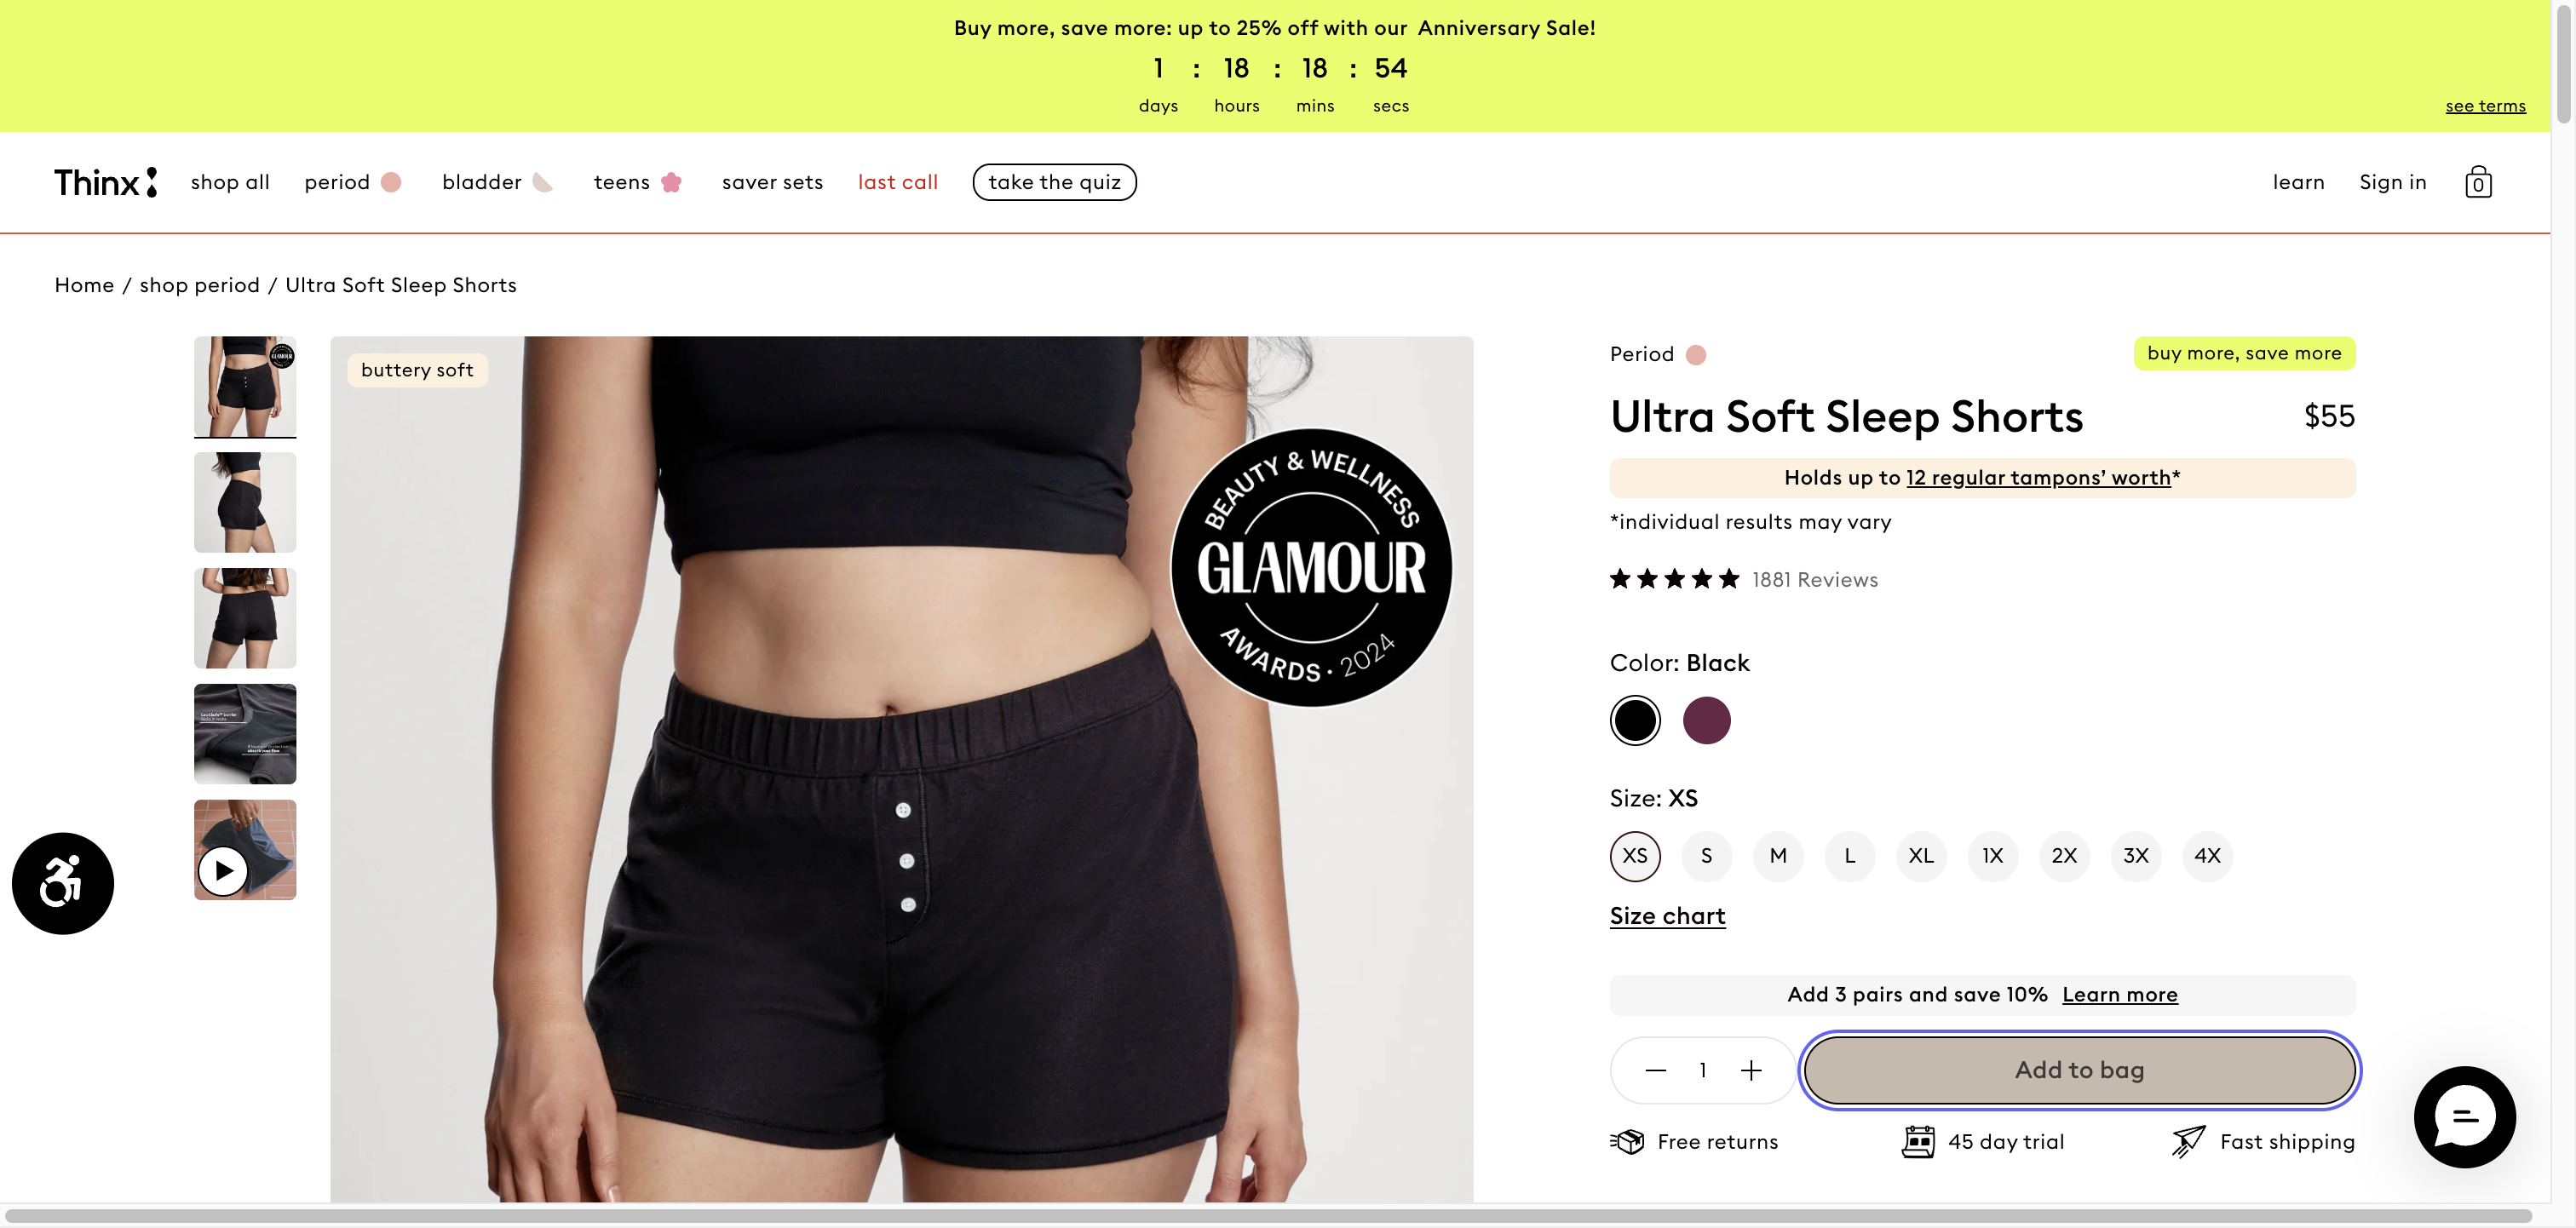 Buy more, save more: up to 25% off with our Anniversary Sale!
1 : 18 : 18 : 54
days hours mins secs
see terms
Thinx shop all period bladder teens saver sets last call take the quiz learn Sign in 0
Home / shop period / Ultra Soft Sleep Shorts
buttery soft
GLAMOUR
BEAUTY & WELLNESS
GLAMOUR
AWARDS · 2024
Period
buy more, save more
Ultra Soft Sleep Shorts $55
Holds up to 12 regular tampons’ worth*
*individual results may vary
1881 Reviews
Color: Black
Size: XS
XS S M L XL 1X 2X 3X 4X
Size chart
Add 3 pairs and save 10% Learn more
1 Add to bag
Free returns 45 day trial Fast shipping